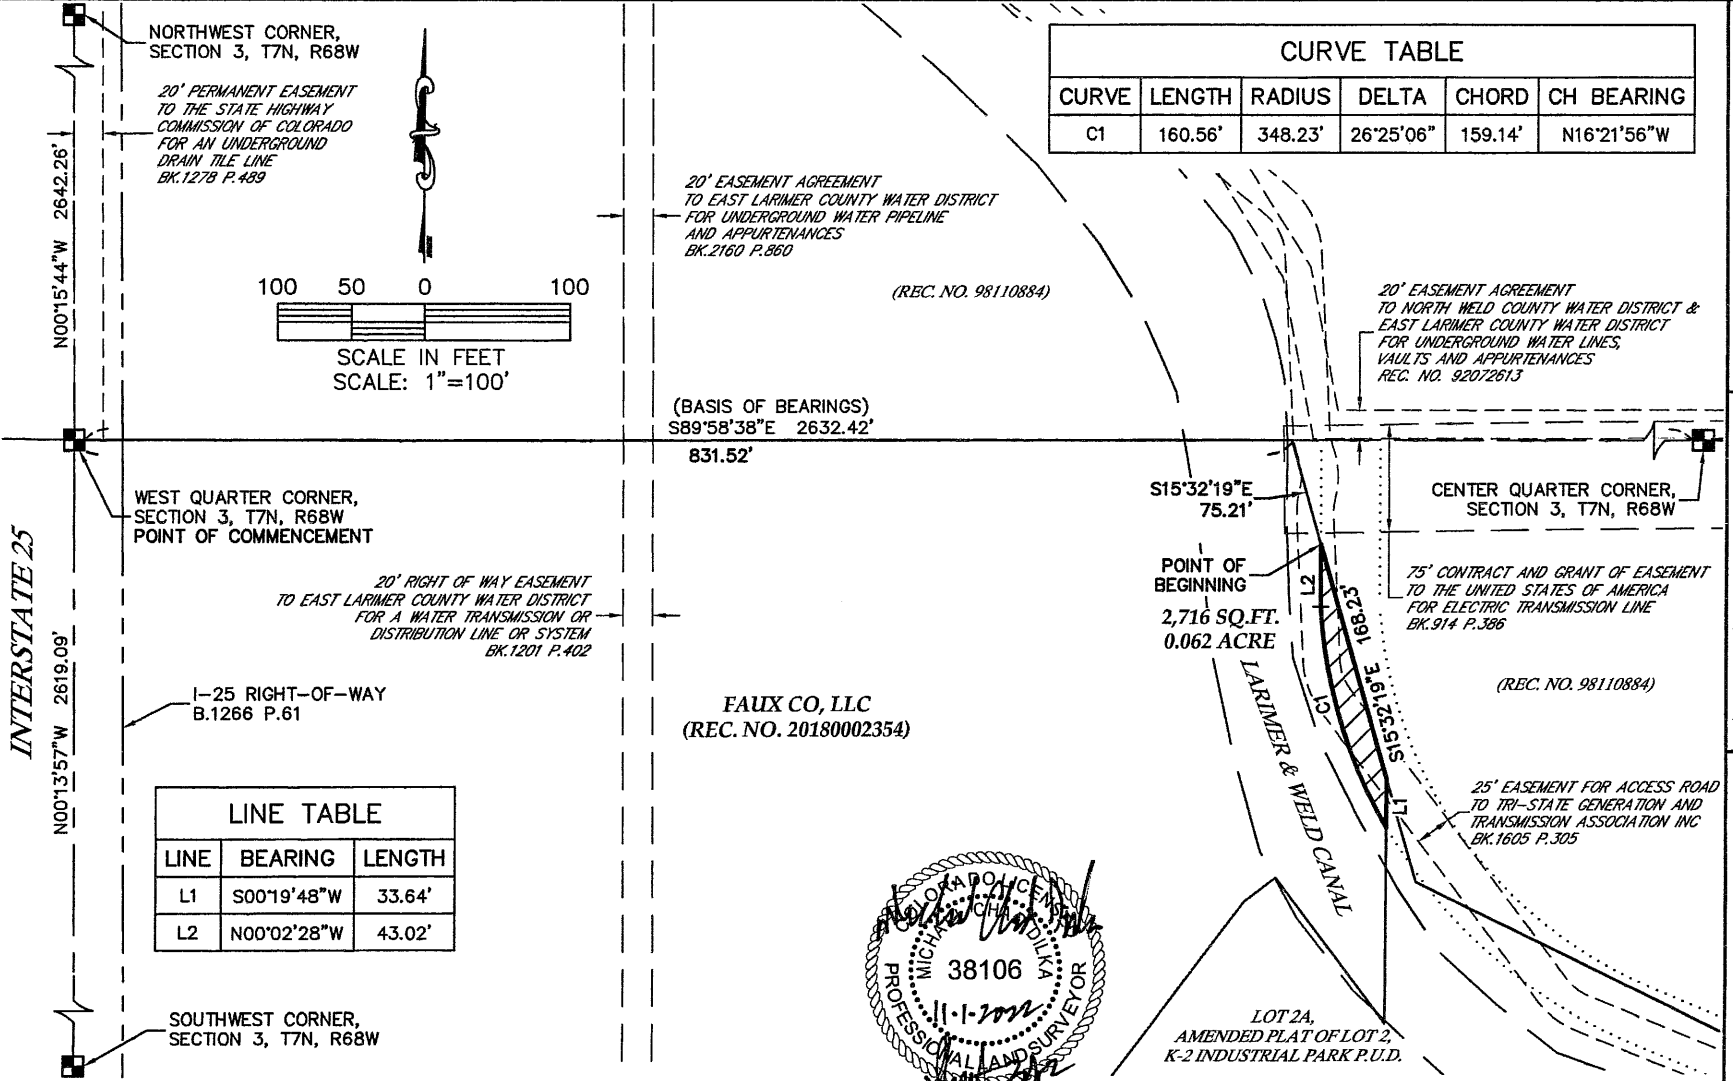 NORTHWEST CORNER,
SECTION 3, T7N, R68W
20' PERMANENT EASEMENT
TO THE STATE HIGHWAY
COMMISSION OF COLORADO
FOR AN UNDERGROUND
DRAIN TILE LINE
BK.1278 P.489
N00°15'44"W 2642.26'
100 50 0 100
SCALE IN FEET
SCALE: 1"=100'
20' EASEMENT AGREEMENT
TO EAST LARIMER COUNTY WATER DISTRICT
FOR UNDERGROUND WATER PIPELINE
AND APPURTENANCES
BK.2160 P.860
(REC. NO. 98110884)
CURVE TABLE
CURVE LENGTH RADIUS DELTA CHORD CH BEARING
C1 160.56' 348.23' 26°25'06" 159.14' N16°21'56"W
20' EASEMENT AGREEMENT
TO NORTH WELD COUNTY WATER DISTRICT &
EAST LARIMER COUNTY WATER DISTRICT
FOR UNDERGROUND WATER LINES,
VAULTS AND APPURTENANCES
REC. NO. 92072613
(BASIS OF BEARINGS)
S89°58'38"E 2632.42'
831.52'
WEST QUARTER CORNER,
SECTION 3, T7N, R68W
POINT OF COMMENCEMENT
S15°32'19"E
75.21'
CENTER QUARTER CORNER,
SECTION 3, T7N, R68W
INTERSTATE 25
20' RIGHT OF WAY EASEMENT
TO EAST LARIMER COUNTY WATER DISTRICT
FOR A WATER TRANSMISSION OR
DISTRIBUTION LINE OR SYSTEM
BK.1201 P.402
POINT OF
BEGINNING
2,716 SQ.FT.
0.062 ACRE
L2
S15°32'19"E 168.23'
C1
L1
75' CONTRACT AND GRANT OF EASEMENT
TO THE UNITED STATES OF AMERICA
FOR ELECTRIC TRANSMISSION LINE
BK.914 P.386
(REC. NO. 98110884)
N00°13'57"W 2619.09'
I-25 RIGHT-OF-WAY
B.1266 P.61
FAUX CO, LLC
(REC. NO. 20180002354)
LARIMER & WELD CANAL
25' EASEMENT FOR ACCESS ROAD
TO TRI-STATE GENERATION AND
TRANSMISSION ASSOCIATION INC
BK.1605 P.305
LINE TABLE
LINE BEARING LENGTH
L1 S00°19'48"W 33.64'
L2 N00°02'28"W 43.02'
COLORADO LICENSED
38106
11-1-2022
PROFESSIONAL LAND SURVEYOR
SOUTHWEST CORNER,
SECTION 3, T7N, R68W
LOT 2A,
AMENDED PLAT OF LOT 2,
K-2 INDUSTRIAL PARK P.U.D.